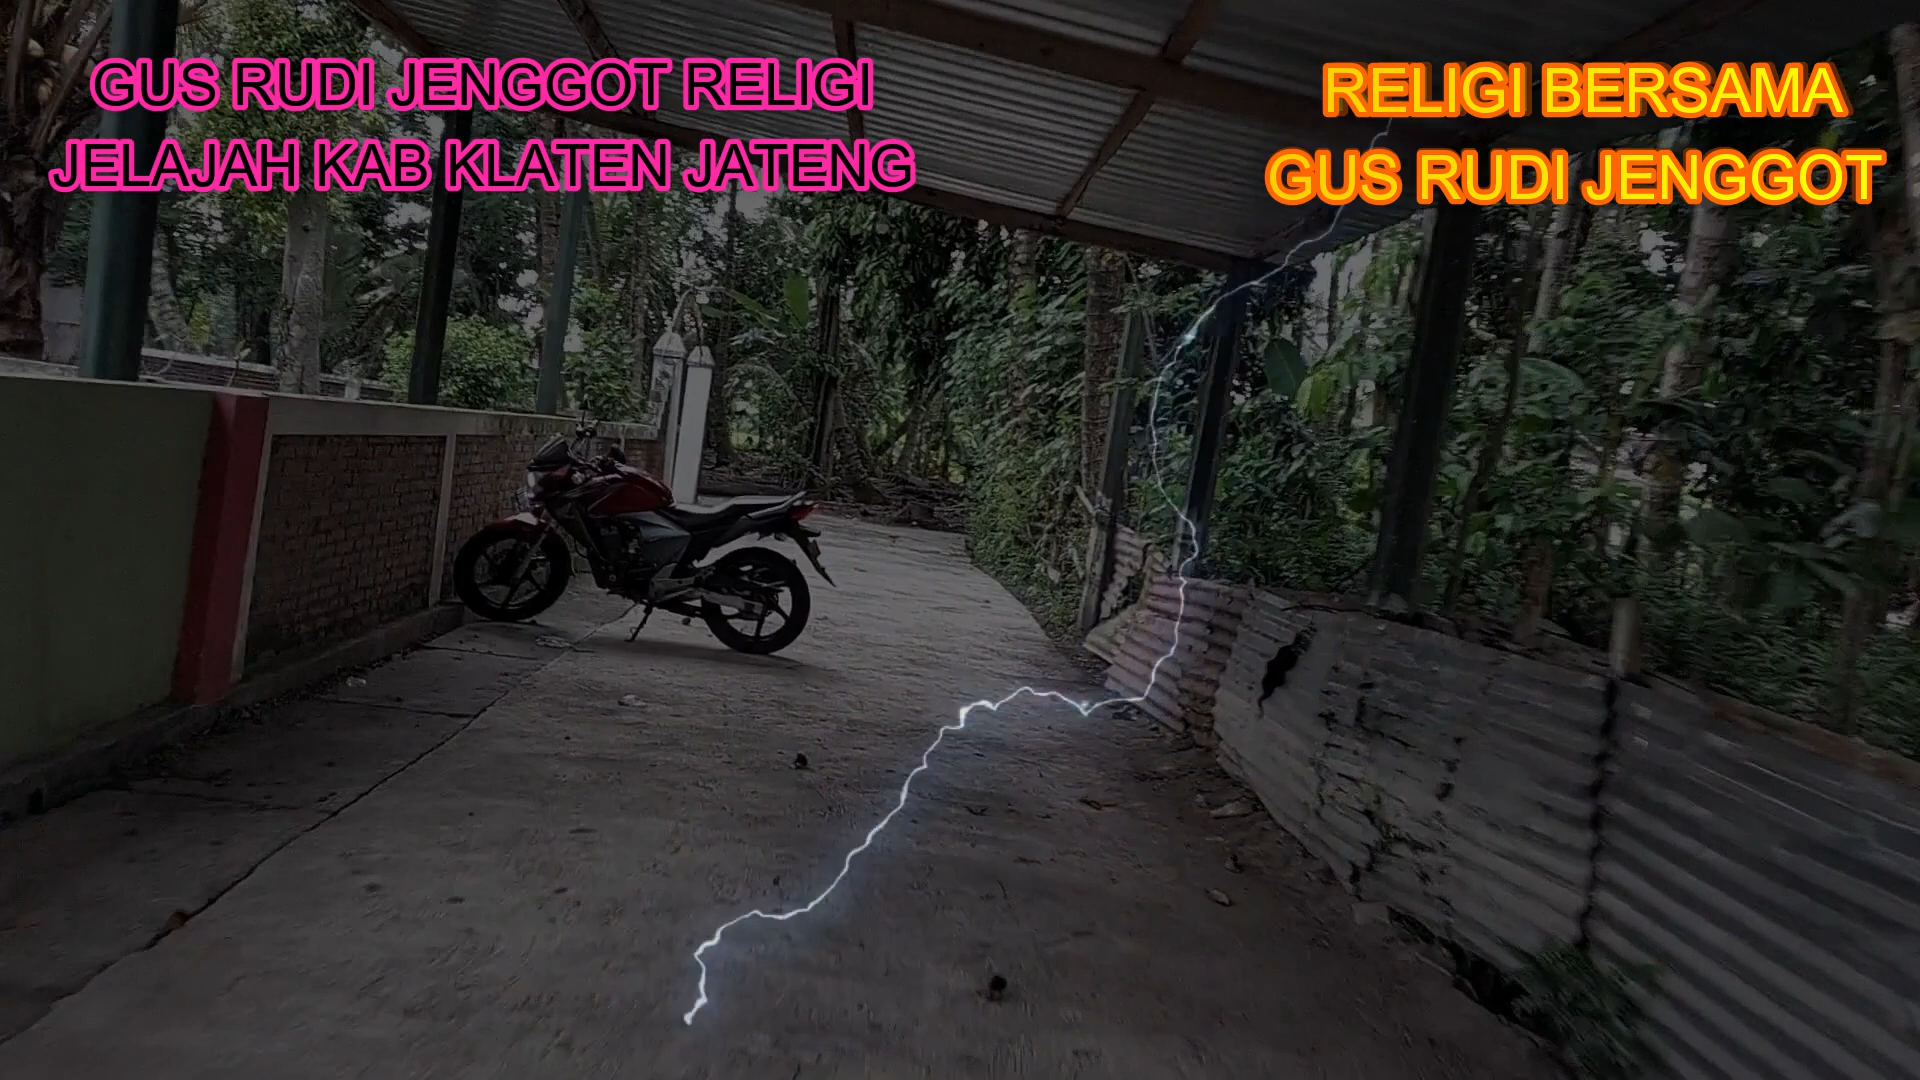 GUS RUDI JENGGOT RELIGI
JELAJAH KAB KLATEN JATENG
RELIGI BERSAMA
GUS RUDI JENGGOT